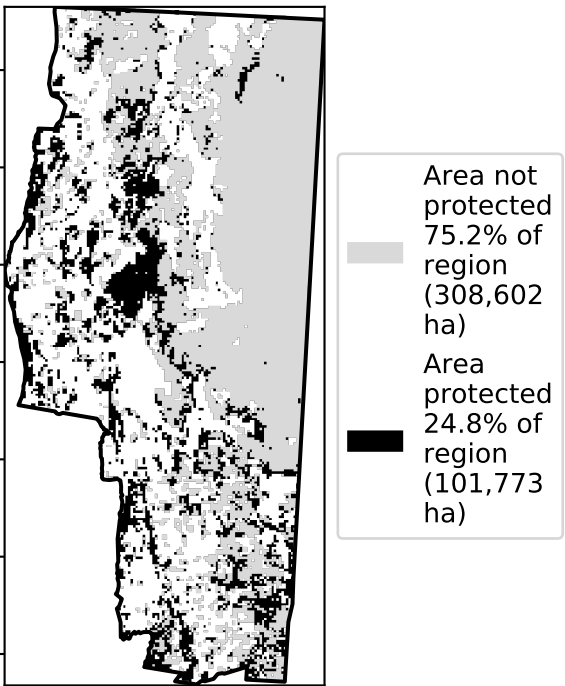 Area not
protected
75.2% of
region
(308,602
ha)
Area
protected
24.8% of
region
(101,773
ha)